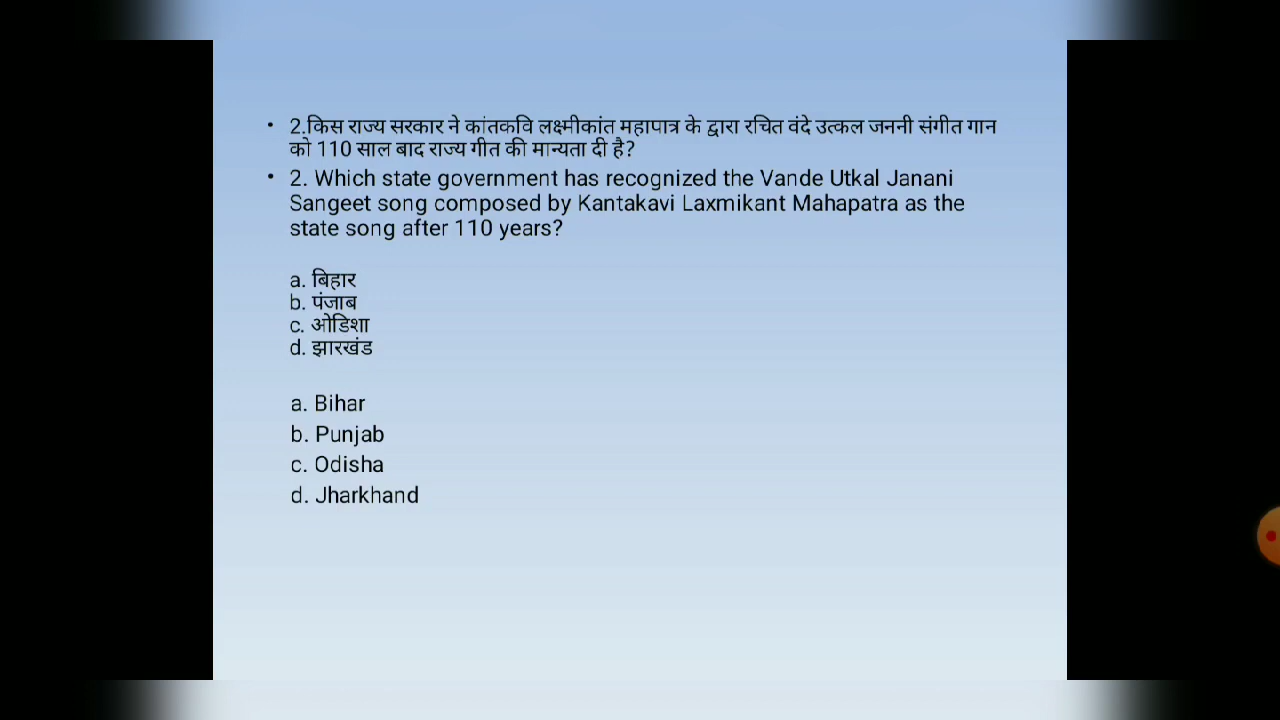 • 2.किस राज्य सरकार ने कांतकवि लक्ष्मीकांत महापात्र के द्वारा रचित वंदे उत्कल जननी संगीत गान
को 110 साल बाद राज्य गीत की मान्यता दी है?
• 2. Which state government has recognized the Vande Utkal Janani
Sangeet song composed by Kantakavi Laxmikant Mahapatra as the
state song after 110 years?
a. बिहार
b. पंजाब
c. ओडिशा
d. झारखंड
a. Bihar
b. Punjab
c. Odisha
d. Jharkhand